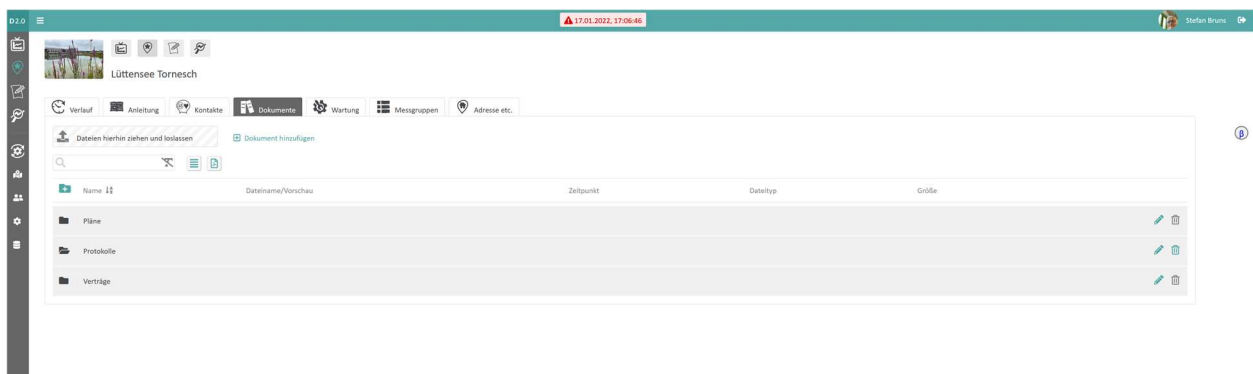 D2.0
17.01.2022, 17:06:46
Stefan Bruns
Lüttensee Tornesch
Verlauf Anleitung Kontakte Dokumente Wartung Messgruppen Adresse etc.
Dateien hierhin ziehen und loslassen Dokument hinzufügen
β
Name Dateiname/Vorschau Zeitpunkt Dateityp Größe
Pläne
Protokolle
Verträge